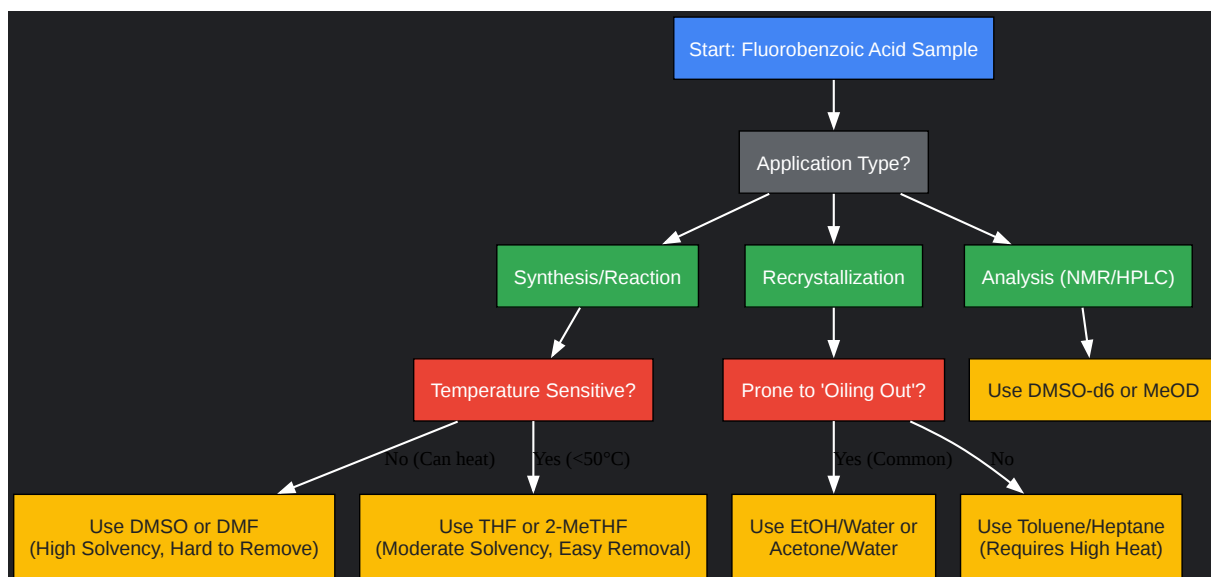 Start: Fluorobenzoic Acid Sample
Application Type?
Synthesis/Reaction
Recrystallization
Analysis (NMR/HPLC)
Temperature Sensitive?
Prone to 'Oiling Out'?
Use DMSO-d6 or MeOD
No (Can heat)
Yes (<50°C)
Yes (Common)
No
Use DMSO or DMF
(High Solvency, Hard to Remove)
Use THF or 2-MeTHF
(Moderate Solvency, Easy Removal)
Use EtOH/Water or
Acetone/Water
Use Toluene/Heptane
(Requires High Heat)